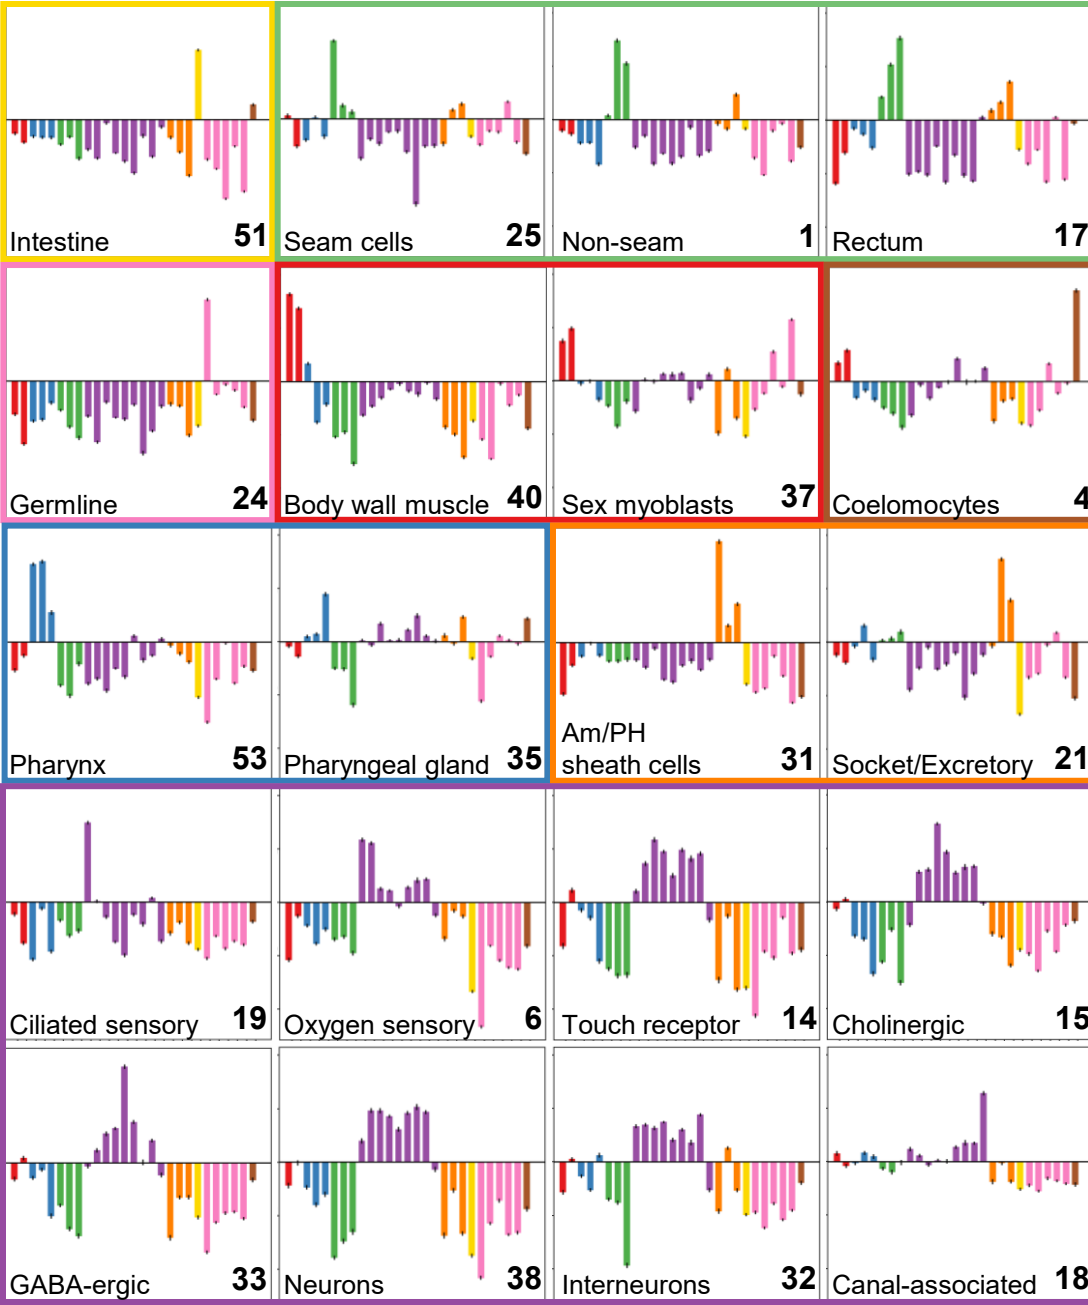 Intestine 51
Seam cells 25
Non-seam 1
Rectum 17
Germline 24
Body wall muscle 40
Sex myoblasts 37
Coelomocytes 4
Pharynx 53
Pharyngeal gland 35
Am/PH
sheath cells 31
Socket/Excretory 21
Ciliated sensory 19
Oxygen sensory 6
Touch receptor 14
Cholinergic 15
GABA-ergic 33
Neurons 38
Interneurons 32
Canal-associated 18